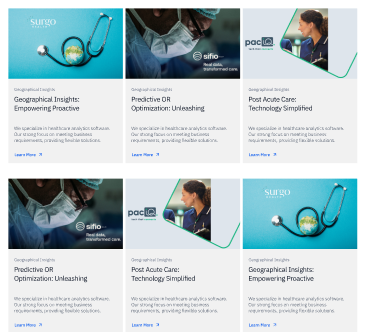 surgo
HEALTH
sifio
Real data,
transformed care.
pacIQ
Geographical Insights
Geographical Insights:
Empowering Proactive
We specialize in healthcare analytics software.
Our strong focus on meeting business
requirements, providing flexible solutions.
Learn More
Geographical Insights
Predictive OR
Optimization: Unleashing
We specialize in healthcare analytics software.
Our strong focus on meeting business
requirements, providing flexible solutions.
Learn More
Geographical Insights
Post Acute Care:
Technology Simplified
We specialize in healthcare analytics software.
Our strong focus on meeting business
requirements, providing flexible solutions.
Learn More
sifio
Real data,
transformed care.
pacIQ
surgo
HEALTH
Geographical Insights
Predictive OR
Optimization: Unleashing
We specialize in healthcare analytics software.
Our strong focus on meeting business
requirements, providing flexible solutions.
Learn More
Geographical Insights
Post Acute Care:
Technology Simplified
We specialize in healthcare analytics software.
Our strong focus on meeting business
requirements, providing flexible solutions.
Learn More
Geographical Insights
Geographical Insights:
Empowering Proactive
We specialize in healthcare analytics software.
Our strong focus on meeting business
requirements, providing flexible solutions.
Learn More